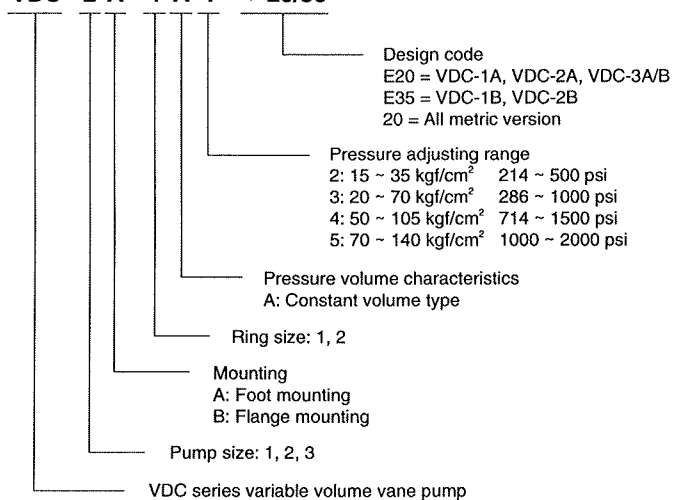 Design code
E20 = VDC-1A, VDC-2A, VDC-3A/B
E35 = VDC-1B, VDC-2B
20 = All metric version
Pressure adjusting range
2: 15 ~ 35 kgf/cm² 214 ~ 500 psi
3: 20 ~ 70 kgf/cm² 286 ~ 1000 psi
4: 50 ~ 105 kgf/cm² 714 ~ 1500 psi
5: 70 ~ 140 kgf/cm² 1000 ~ 2000 psi
Pressure volume characteristics
A: Constant volume type
Ring size: 1, 2
Mounting
A: Foot mounting
B: Flange mounting
Pump size: 1, 2, 3
VDC series variable volume vane pump